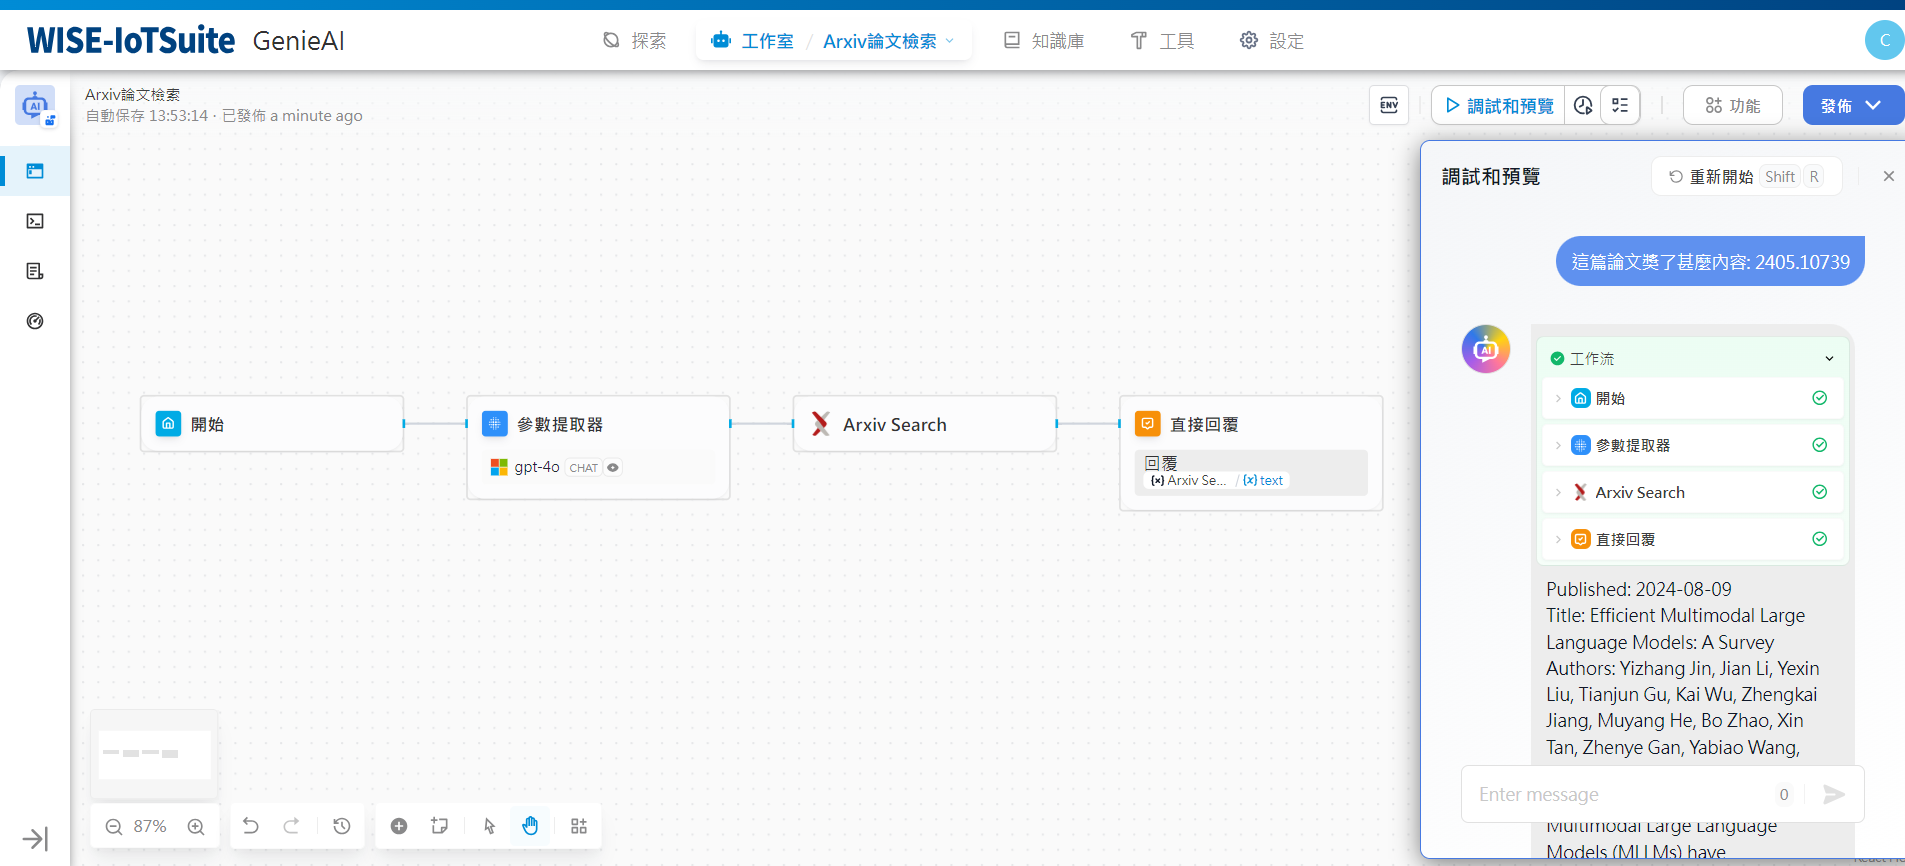 WISE-IoTSuite GenieAI
探索
工作室 / Arxiv論文檢索
知識庫
工具
設定
C
Arxiv論文檢索
自動保存 13:53:14 · 已發佈 a minute ago
ENV
調試和預覽
功能
發佈
開始
參數提取器
gpt-4o CHAT
Arxiv Search
直接回覆
回覆
{x} Arxiv Se... / {x} text
87%
調試和預覽
重新開始 Shift R
這篇論文獎了甚麼內容: 2405.10739
AI
工作流
開始
參數提取器
Arxiv Search
直接回覆
Published: 2024-08-09
Title: Efficient Multimodal Large
Language Models: A Survey
Authors: Yizhang Jin, Jian Li, Yexin
Liu, Tianjun Gu, Kai Wu, Zhengkai
Jiang, Muyang He, Bo Zhao, Xin
Tan, Zhenye Gan, Yabiao Wang,
Enter message 0
Multimodal Large Language
Models (MLLMs) have